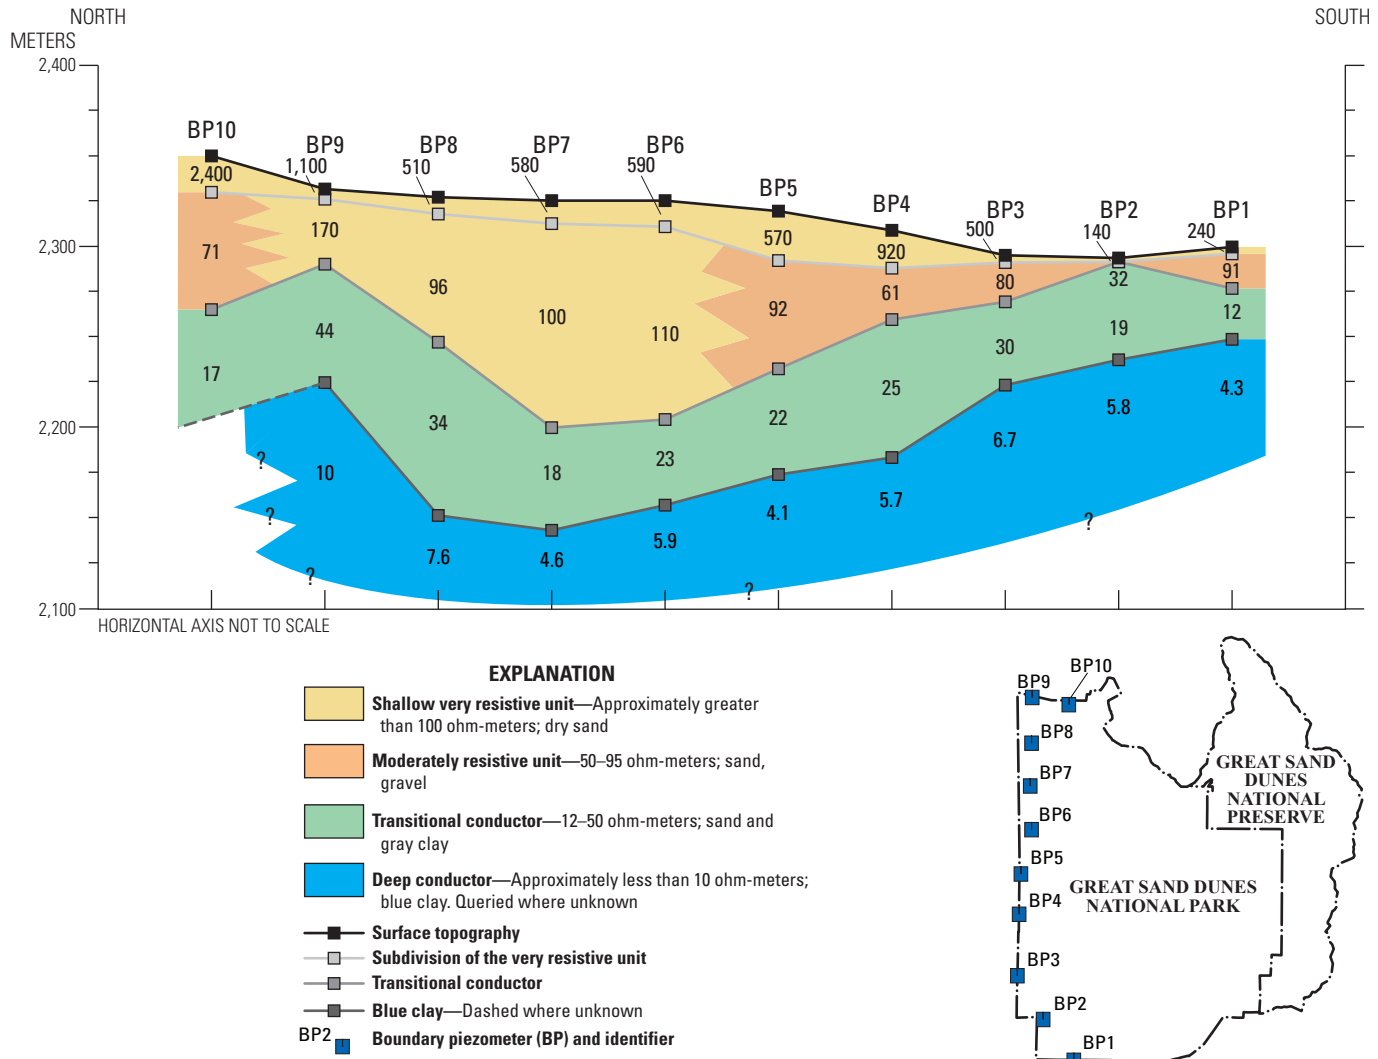 NORTH
SOUTH
METERS
2,400
2,300
2,200
2,100
BP10
BP9
BP8
BP7
BP6
BP5
BP4
BP3
BP2
BP1
2,400
1,100
510
580
590
570
920
500
140
240
71
170
96
100
110
92
61
80
32
91
17
44
34
18
23
22
25
30
19
12
10
7.6
4.6
5.9
4.1
5.7
6.7
5.8
4.3
?
?
?
?
?
HORIZONTAL AXIS NOT TO SCALE
EXPLANATION
Shallow very resistive unit—Approximately greater
than 100 ohm-meters; dry sand
Moderately resistive unit—50–95 ohm-meters; sand,
gravel
Transitional conductor—12–50 ohm-meters; sand and
gray clay
Deep conductor—Approximately less than 10 ohm-meters;
blue clay. Queried where unknown
Surface topography
Subdivision of the very resistive unit
Transitional conductor
Blue clay—Dashed where unknown
BP2 Boundary piezometer (BP) and identifier
BP9
BP10
BP8
BP7
BP6
BP5
BP4
BP3
BP2
BP1
GREAT SAND
DUNES
NATIONAL
PRESERVE
GREAT SAND DUNES
NATIONAL PARK